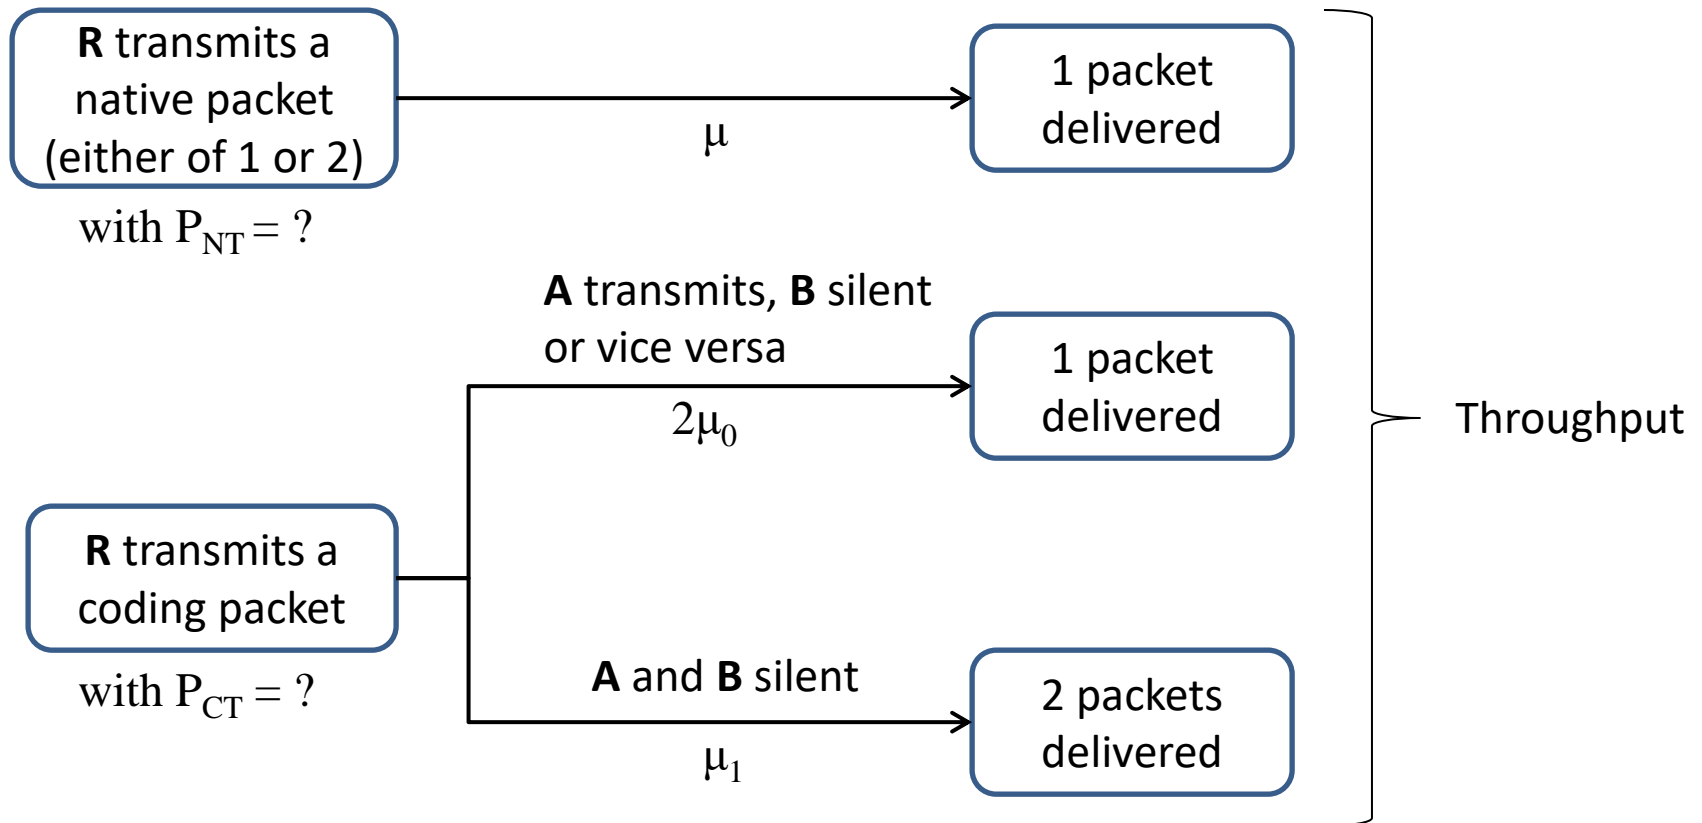 R transmits a
native packet
(either of 1 or 2)
with P_NT = ?
μ
1 packet
delivered
A transmits, B silent
or vice versa
2μ₀
1 packet
delivered
Throughput
R transmits a
coding packet
with P_CT = ?
A and B silent
μ₁
2 packets
delivered